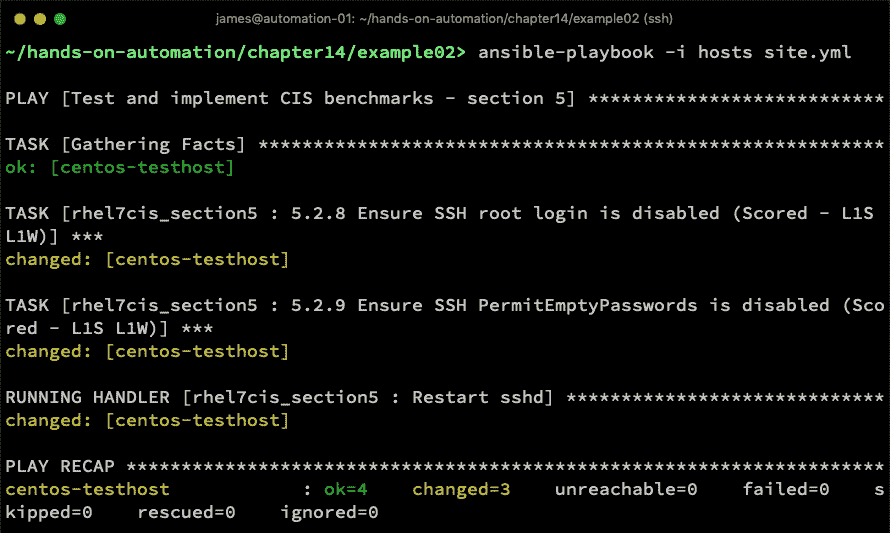 james@automation-01: ~/hands-on-automation/chapter14/example02 (ssh)
~/hands-on-automation/chapter14/example02> ansible-playbook -i hosts site.yml
PLAY [Test and implement CIS benchmarks - section 5] ***************************
TASK [Gathering Facts] *********************************************************
ok: [centos-testhost]
TASK [rhel7cis_section5 : 5.2.8 Ensure SSH root login is disabled (Scored - L1S
L1W)] ***
changed: [centos-testhost]
TASK [rhel7cis_section5 : 5.2.9 Ensure SSH PermitEmptyPasswords is disabled (Sco
red - L1S L1W)] ***
changed: [centos-testhost]
RUNNING HANDLER [rhel7cis_section5 : Restart sshd] *****************************
changed: [centos-testhost]
PLAY RECAP *********************************************************************
centos-testhost            : ok=4    changed=3    unreachable=0    failed=0    s
kipped=0    rescued=0    ignored=0